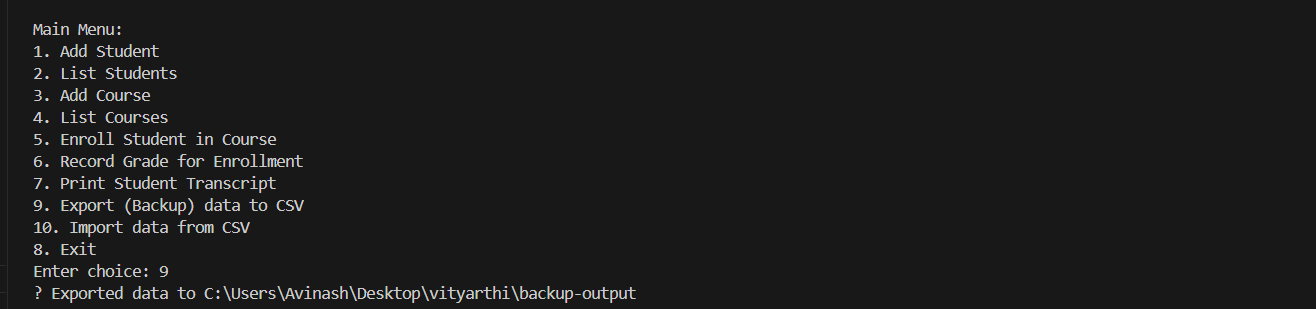 Main Menu:
1. Add Student
2. List Students
3. Add Course
4. List Courses
5. Enroll Student in Course
6. Record Grade for Enrollment
7. Print Student Transcript
9. Export (Backup) data to CSV
10. Import data from CSV
8. Exit
Enter choice: 9
? Exported data to C:\Users\Avinash\Desktop\vityarthi\backup-output